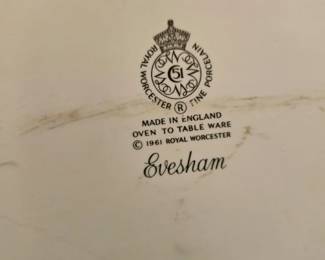 ROYAL WORCESTER ® FINE PORCELAIN
51
MADE IN ENGLAND
OVEN TO TABLE WARE
© 1961 ROYAL WORCESTER
Evesham